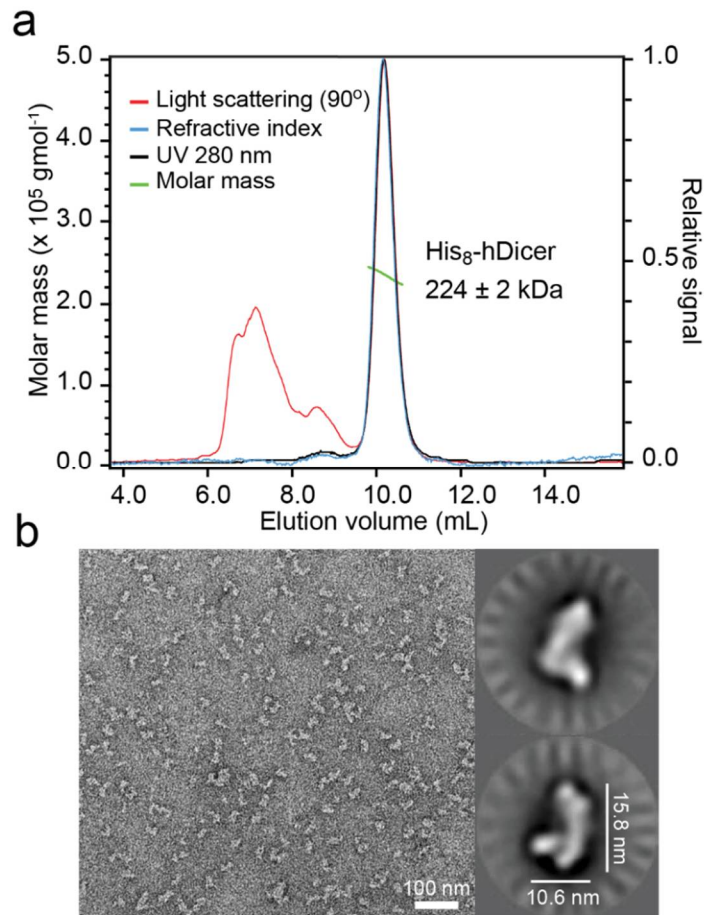 a
5.0
4.0
3.0
2.0
1.0
0.0
Molar mass (x 10⁵ gmol⁻¹)
Light scattering (90º)
Refractive index
UV 280 nm
Molar mass
His₈-hDicer
224 ± 2 kDa
1.0
0.5
0.0
Relative signal
4.0 6.0 8.0 10.0 12.0 14.0
Elution volume (mL)
b
100 nm
15.8 nm
10.6 nm